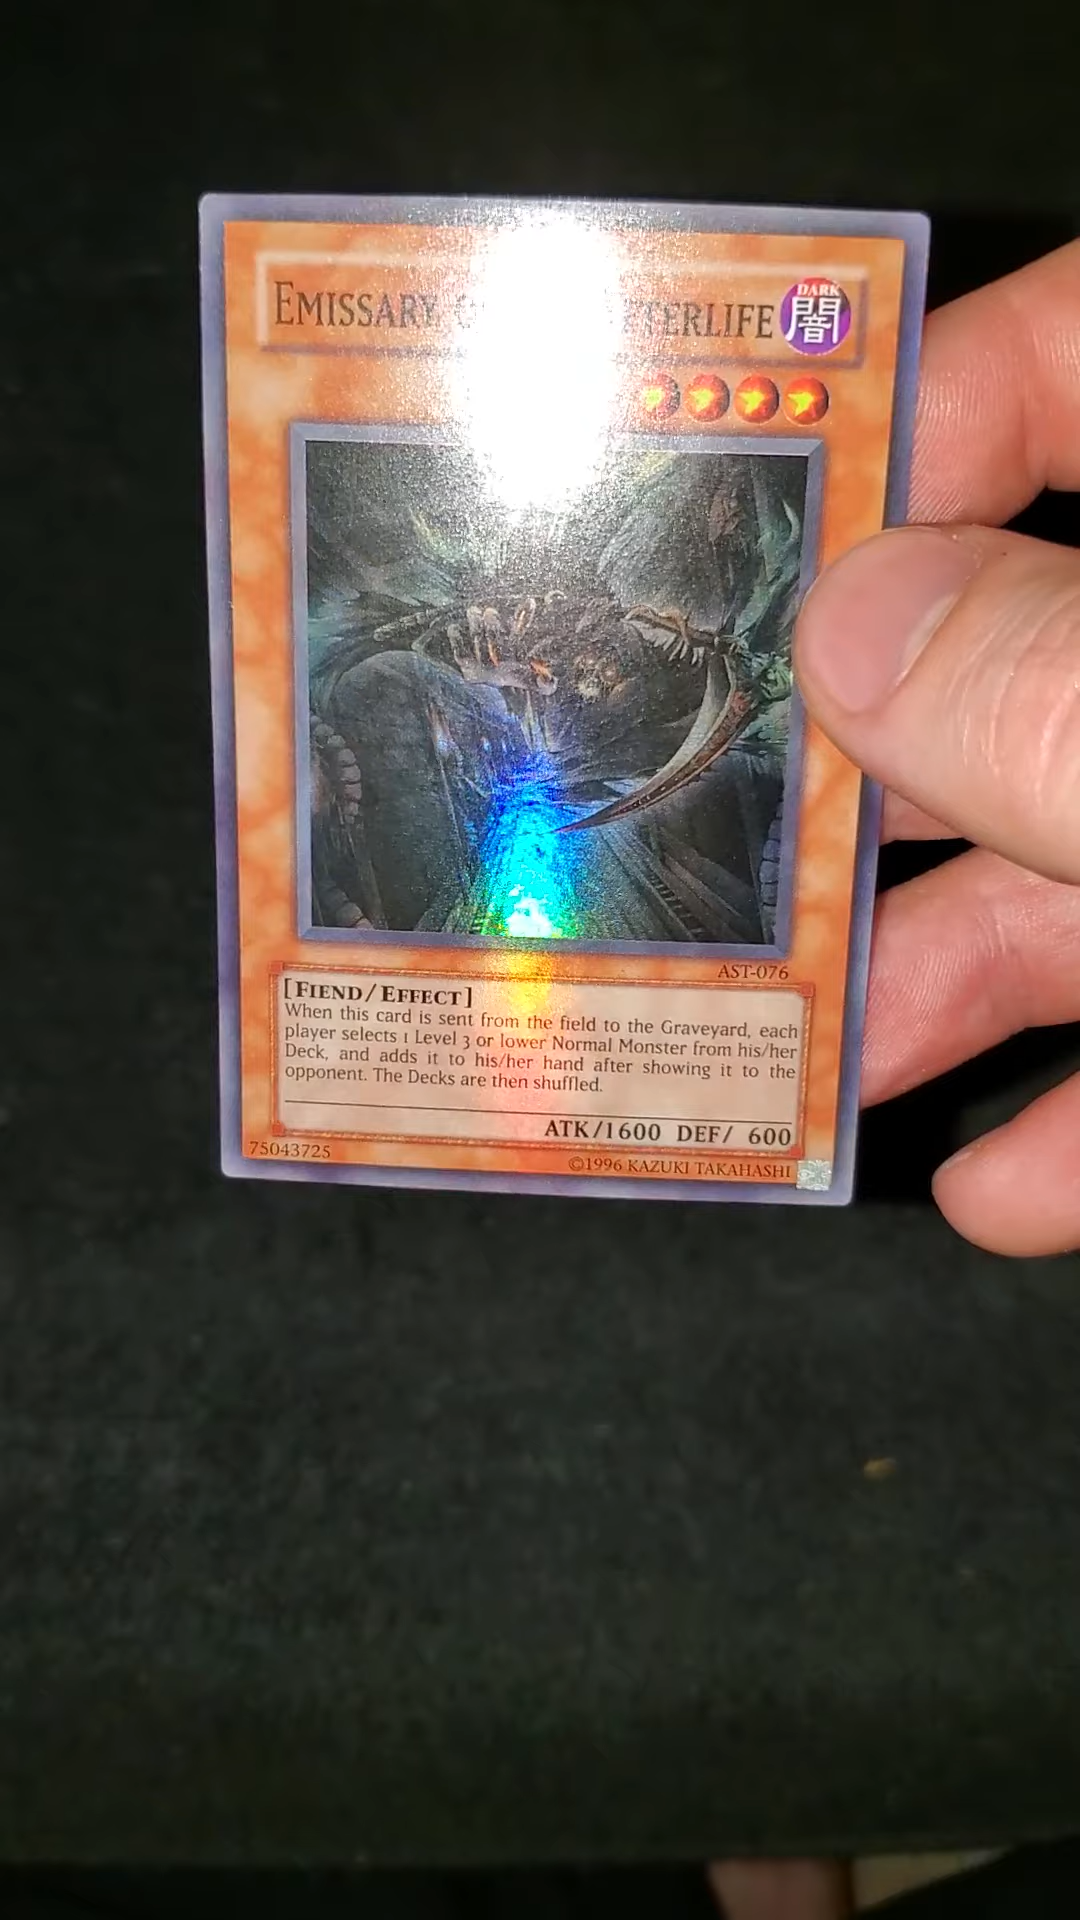 EMISSARY
DARK
闇
AST-076
[FIEND/EFFECT]
When this card is sent from the field to the Graveyard, each
player selects 1 Level 3 or lower Normal Monster from his/her
Deck, and adds it to his/her hand after showing it to the
opponent. The Decks are then shuffled.
ATK/1600 DEF/ 600
75043725
©1996 KAZUKI TAKAHASHI